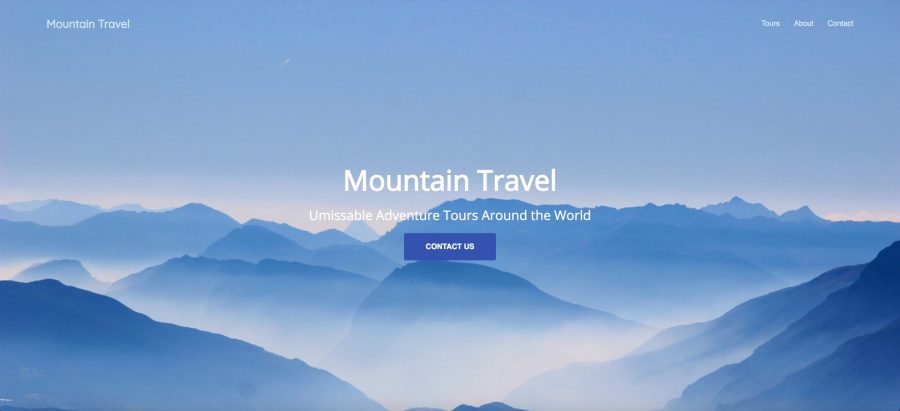 Mountain Travel
Tours About Contact
Mountain Travel
Umissable Adventure Tours Around the World
CONTACT US